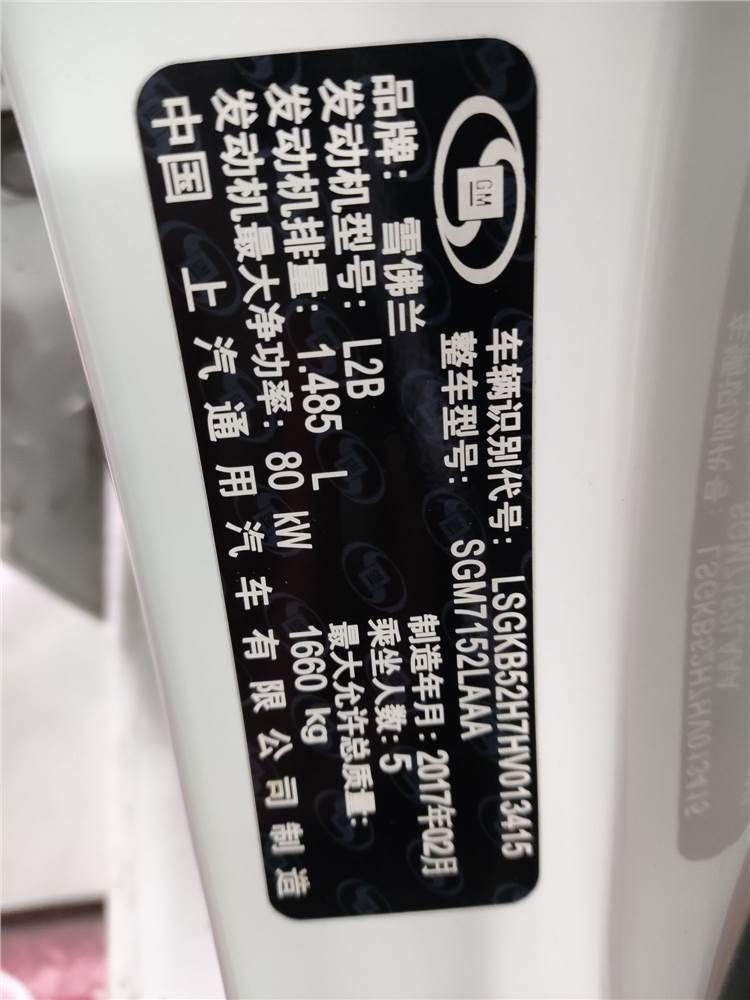 GM
车辆识别代号: LSGKB52H7HV013415
整车型号: SGM7152LAAA
品牌: 雪佛兰
制造年月: 2017年02月
发动机型号: L2B
乘坐人数: 5
发动机排量: 1.485 L
最大允许总质量:
发动机最大净功率: 80 kW
1660 kg
中国 上汽通用汽车有限公司制造